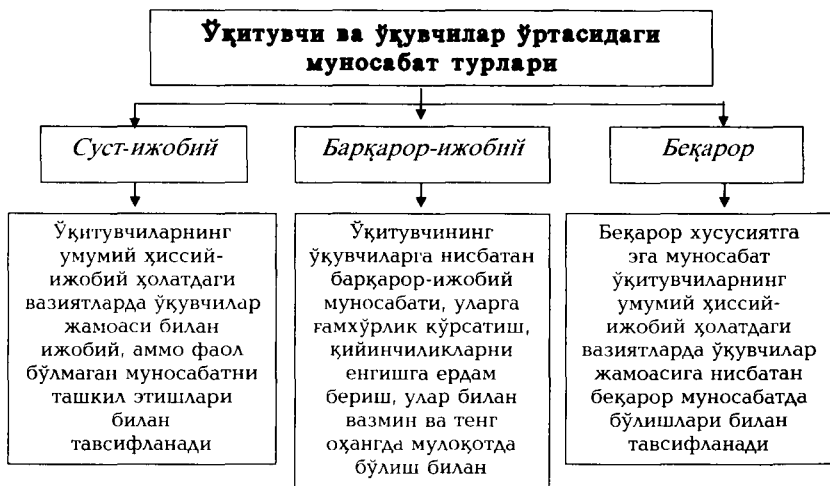 Ўқитувчи ва ўқувчилар ўртасидаги
муносабат турлари
Суст-ижобий
Барқарор-ижобий
Беқарор
Ўқитувчиларнинг
умумий ҳиссий-
ижобий ҳолатдаги
вазиятларда ўқувчилар
жамоаси билан
ижобий, аммо фаол
бўлмаган муносабатни
ташкил этишлари
билан
тавсифланади
Ўқитувчининг
ўқувчиларга нисбатан
барқарор-ижобий
муносабати, уларга
ғамхўрлик кўрсатиш,
қийинчиликларни
енгишга ердам
бериш, улар билан
вазмин ва тенг
оҳангда мулоқотда
бўлиш билан
Беқарор хусусиятга
эга муносабат
ўқитувчиларнинг
умумий ҳиссий-
ижобий ҳолатдаги
вазиятларда ўқувчилар
жамоасига нисбатан
беқарор муносабатда
бўлишлари билан
тавсифланади